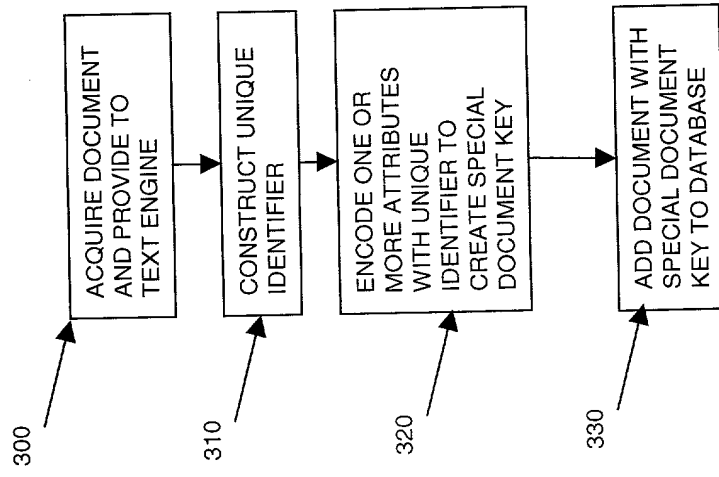 300
ACQUIRE DOCUMENT
AND PROVIDE TO
TEXT ENGINE
310
CONSTRUCT UNIQUE
IDENTIFIER
320
ENCODE ONE OR
MORE ATTRIBUTES
WITH UNIQUE
IDENTIFIER TO
CREATE SPECIAL
DOCUMENT KEY
330
ADD DOCUMENT WITH
SPECIAL DOCUMENT
KEY TO DATABASE